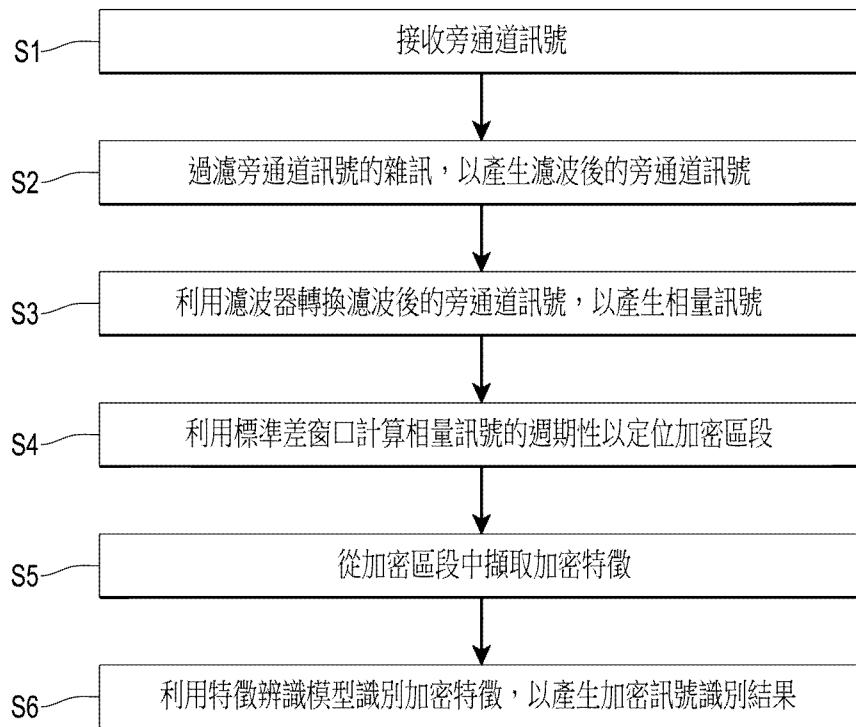 S1 接收旁通道訊號
S2 過濾旁通道訊號的雜訊，以產生濾波後的旁通道訊號
S3 利用濾波器轉換濾波後的旁通道訊號，以產生相量訊號
S4 利用標準差窗口計算相量訊號的週期性以定位加密區段
S5 從加密區段中擷取加密特徵
S6 利用特徵辨識模型識別加密特徵，以產生加密訊號識別結果